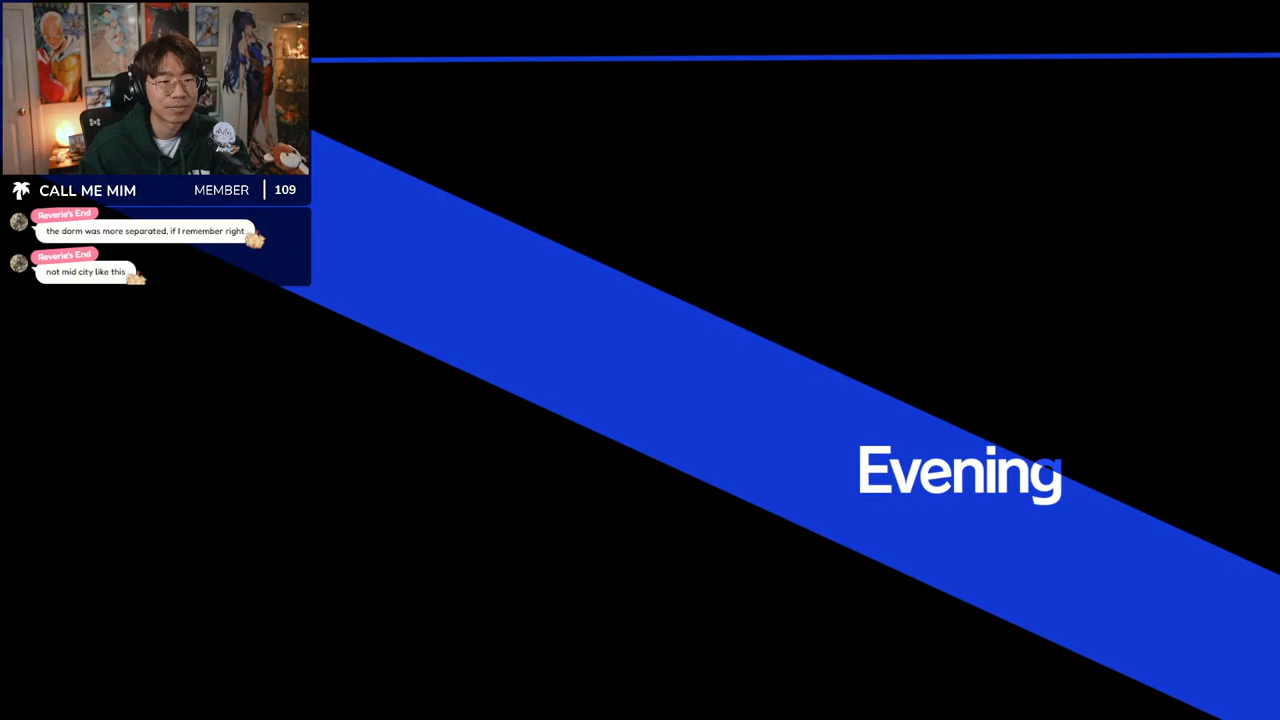 CALL ME MIM MEMBER 109
Reverie's End
the dorm was more separated, if I remember right
Reverie's End
not mid city like this
Evening